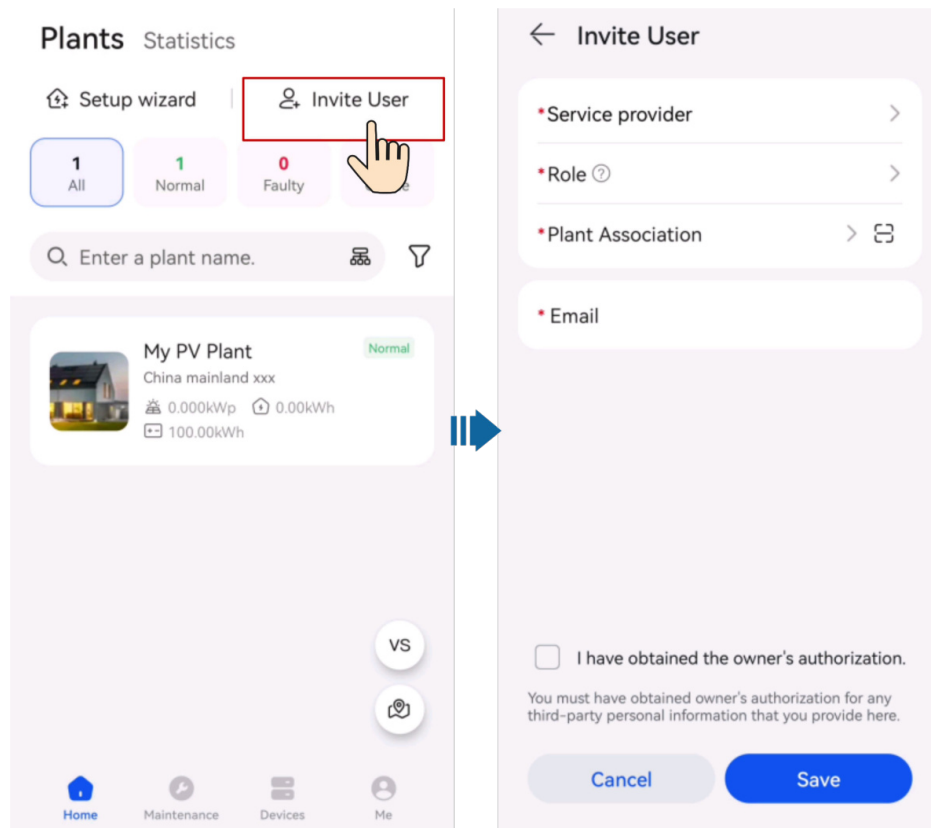 Plants Statistics
Setup wizard
Invite User
1
All
1
Normal
0
Faulty
Enter a plant name.
My PV Plant
Normal
China mainland xxx
0.000kWp 0.00kWh
100.00kWh
VS
Home Maintenance Devices Me
Invite User
*Service provider
*Role ?
*Plant Association
* Email
I have obtained the owner's authorization.
You must have obtained owner's authorization for any
third-party personal information that you provide here.
Cancel
Save